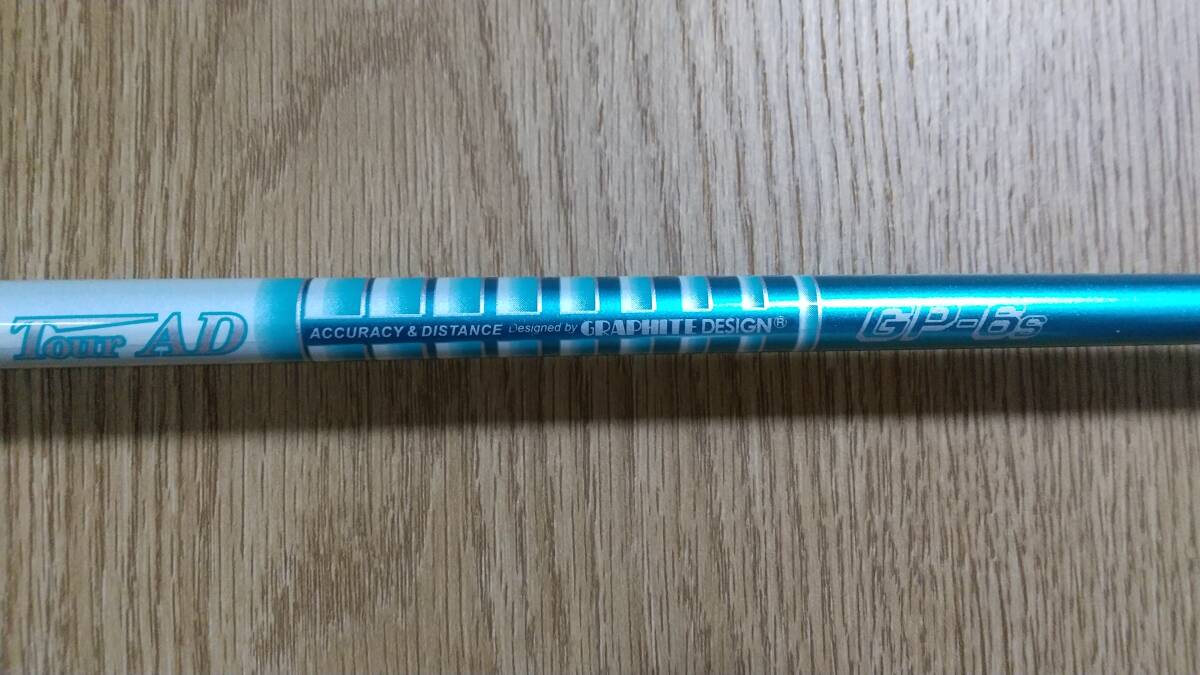 Tour AD ACCURACY & DISTANCE Designed by GRAPHITE DESIGN® GP-6s